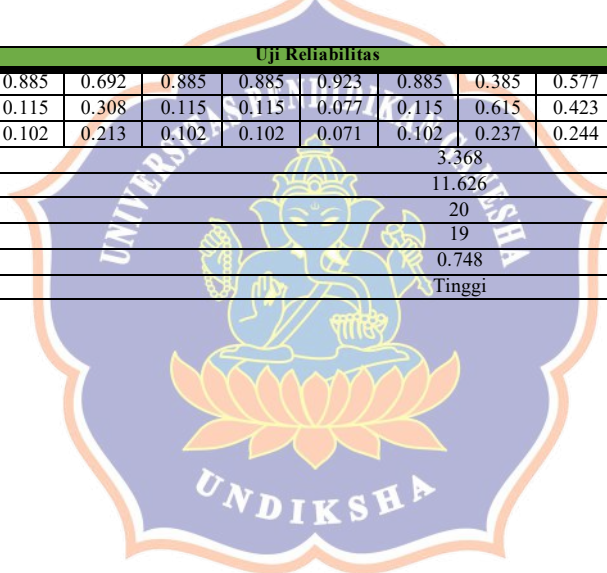 Uji Reliabilitas
0.885 0.692 0.885 0.885 0.923 0.885 0.385 0.577
0.115 0.308 0.115 0.115 0.077 0.115 0.615 0.423
0.102 0.213 0.102 0.102 0.071 0.102 0.237 0.244
3.368
11.626
20
19
0.748
Tinggi
UNIVERSITAS PENDIDIKAN GANESHA
UNDIKSHA